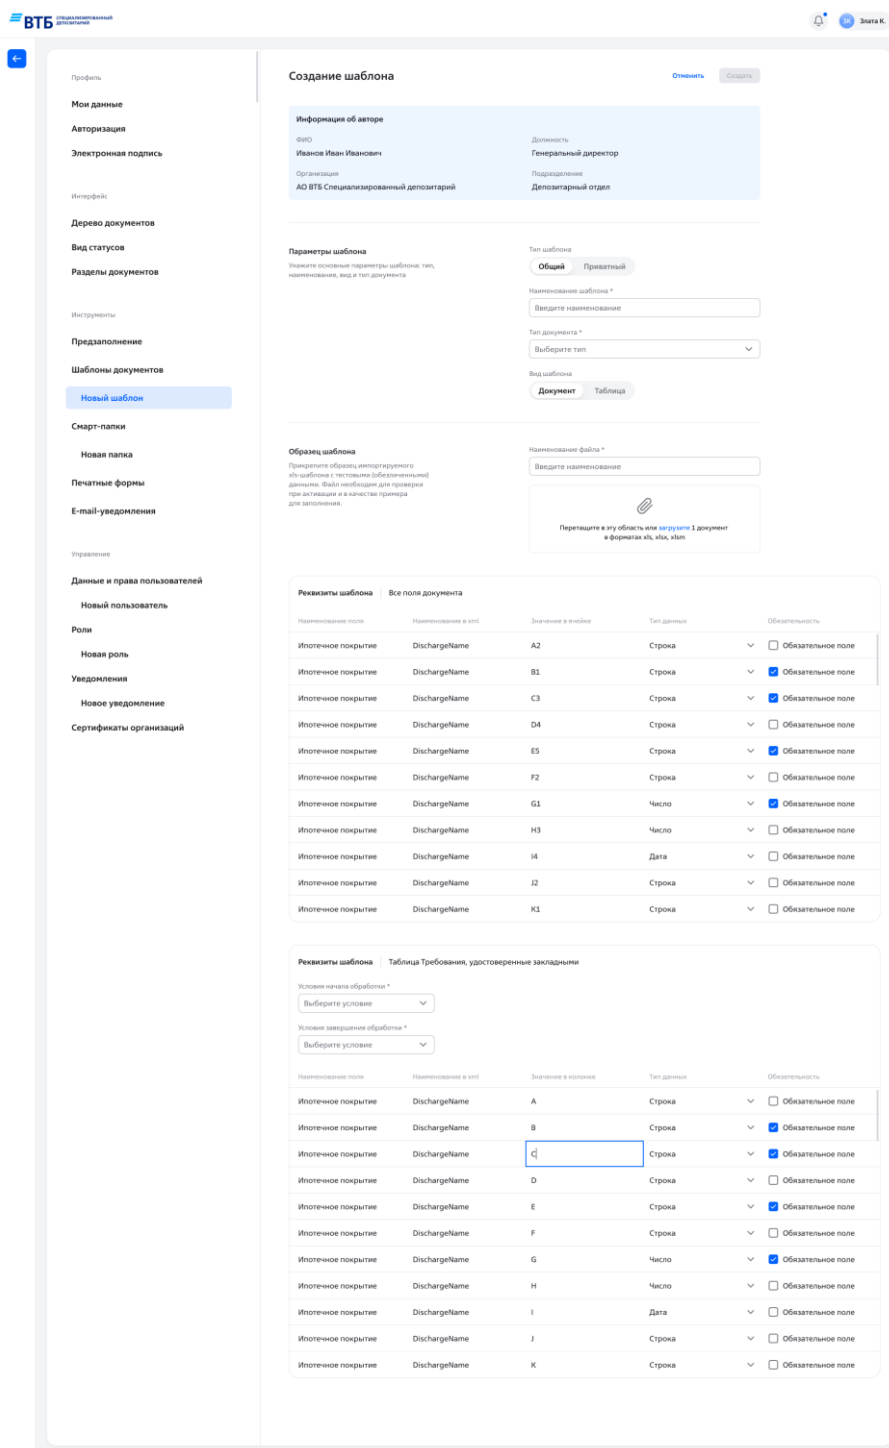 ВТБ СПЕЦИАЛИЗИРОВАННЫЙ
ДЕПОЗИТАРИЙ
ЗК Злата К.
Профиль
Мои данные
Авторизация
Электронная подпись
Интерфейс
Дерево документов
Вид статусов
Разделы документов
Инструменты
Предзаполнение
Шаблоны документов
Новый шаблон
Смарт-папки
Новая папка
Печатные формы
E-mail-уведомления
Управление
Данные и права пользователей
Новый пользователь
Роли
Новая роль
Уведомления
Новое уведомление
Сертификаты организаций
Создание шаблона
Отменить Создать
Информация об авторе
ФИО Должность
Иванов Иван Иванович Генеральный директор
Организация Подразделение
АО ВТБ Специализированный депозитарий Депозитарный отдел
Параметры шаблона
Укажите основные параметры шаблона: тип,
наименование, вид и тип документа
Тип шаблона
Общий Приватный
Наименование шаблона *
Введите наименование
Тип документа *
Выберите тип
Вид шаблона
Документ Таблица
Образец шаблона
Прикрепите образец импортируемого
xls-шаблона с тестовыми (обезличенными)
данными. Файл необходим для проверки
при активации и в качестве примера
для заполнения.
Наименование файла *
Введите наименование
Перетащите в эту область или загрузите 1 документ
в форматах xls, xlsx, xlsm
Реквизиты шаблона Все поля документа
Наименование поля Наименование в xml Значение в ячейке Тип данных Обязательность
Ипотечное покрытие DischargeName A2 Строка Обязательное поле
Ипотечное покрытие DischargeName B1 Строка Обязательное поле
Ипотечное покрытие DischargeName C3 Строка Обязательное поле
Ипотечное покрытие DischargeName D4 Строка Обязательное поле
Ипотечное покрытие DischargeName E5 Строка Обязательное поле
Ипотечное покрытие DischargeName F2 Строка Обязательное поле
Ипотечное покрытие DischargeName G1 Число Обязательное поле
Ипотечное покрытие DischargeName H3 Число Обязательное поле
Ипотечное покрытие DischargeName I4 Дата Обязательное поле
Ипотечное покрытие DischargeName J2 Строка Обязательное поле
Ипотечное покрытие DischargeName K1 Строка Обязательное поле
Реквизиты шаблона Таблица Требования, удостоверенные закладными
Условия начала обработки *
Выберите условие
Условия завершения обработки *
Выберите условие
Наименование поля Наименование в xml Значение в колонке Тип данных Обязательность
Ипотечное покрытие DischargeName A Строка Обязательное поле
Ипотечное покрытие DischargeName B Строка Обязательное поле
Ипотечное покрытие DischargeName C Строка Обязательное поле
Ипотечное покрытие DischargeName D Строка Обязательное поле
Ипотечное покрытие DischargeName E Строка Обязательное поле
Ипотечное покрытие DischargeName F Строка Обязательное поле
Ипотечное покрытие DischargeName G Число Обязательное поле
Ипотечное покрытие DischargeName H Число Обязательное поле
Ипотечное покрытие DischargeName I Дата Обязательное поле
Ипотечное покрытие DischargeName J Строка Обязательное поле
Ипотечное покрытие DischargeName K Строка Обязательное поле